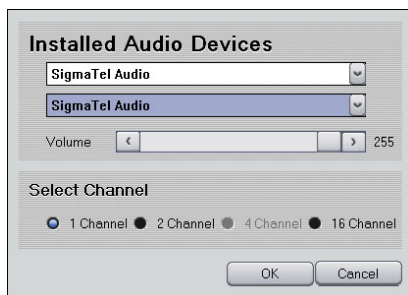 Installed Audio Devices
SigmaTel Audio
SigmaTel Audio
Volume 255
Select Channel
1 Channel 2 Channel 4 Channel 16 Channel
OK Cancel